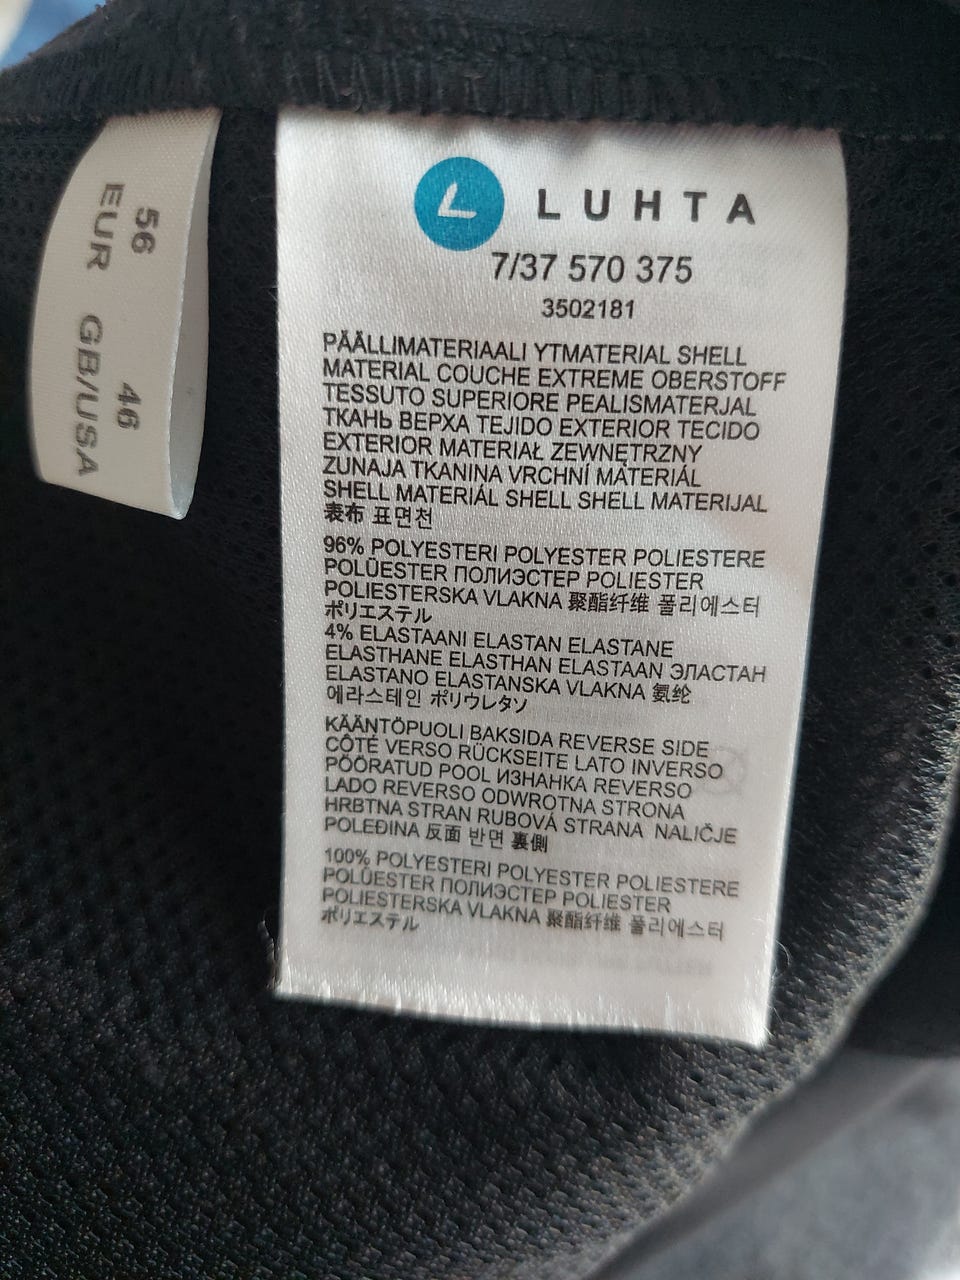 56
EUR
46
GB/USA
LUHTA
7/37 570 375
3502181
PÄÄLLIMATERIAALI YTMATERIAL SHELL
MATERIAL COUCHE EXTREME OBERSTOFF
TESSUTO SUPERIORE PEALISMATERJAL
ТКАНЬ ВЕРХА TEJIDO EXTERIOR TECIDO
EXTERIOR MATERIAŁ ZEWNĘTRZNY
ZUNAJA TKANINA VRCHNÍ MATERIÁL
SHELL MATERIÁL SHELL SHELL MATERIJAL
表布 표면천
96% POLYESTERI POLYESTER POLIESTERE
POLÜESTER ПОЛИЭСТЕР POLIESTER
POLIESTERSKA VLAKNA 聚酯纤维 폴리에스터
ポリエステル
4% ELASTAANI ELASTAN ELASTANE
ELASTHANE ELASTHAN ELASTAAN ЭЛАСТАН
ELASTANO ELASTANSKA VLAKNA 氨纶
에라스테인 ポリウレタソ
KÄÄNTÖPUOLI BAKSIDA REVERSE SIDE
CÔTÉ VERSO RÜCKSEITE LATO INVERSO
PÖÖRATUD POOL ИЗНАНКА REVERSO
LADO REVERSO ODWROTNA STRONA
HRBTNA STRAN RUBOVÁ STRANA NALIČJE
POLEĐINA 反面 반면 裏側
100% POLYESTERI POLYESTER POLIESTERE
POLÜESTER ПОЛИЭСТЕР POLIESTER
POLIESTERSKA VLAKNA 聚酯纤维 폴리에스터
ポリエステル